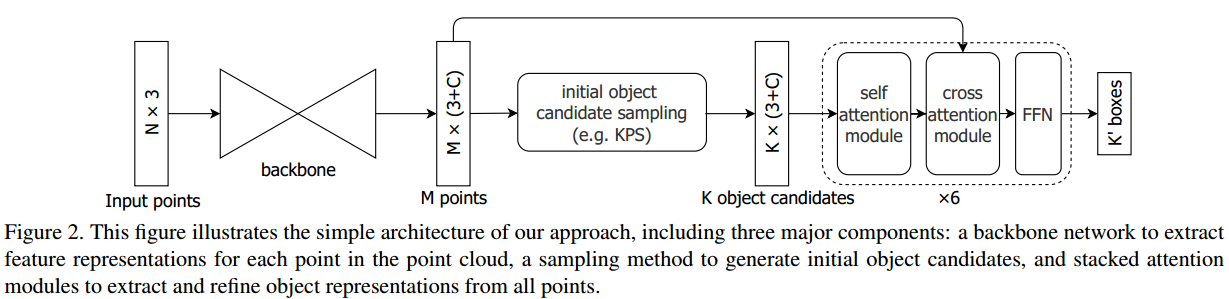 N × 3
Input points
backbone
M × (3+C)
M points
initial object
candidate sampling
(e.g. KPS)
K × (3+C)
K object candidates
self
attention
module
cross
attention
module
FFN
×6
K' boxes
Figure 2. This figure illustrates the simple architecture of our approach, including three major components: a backbone network to extract
feature representations for each point in the point cloud, a sampling method to generate initial object candidates, and stacked attention
modules to extract and refine object representations from all points.